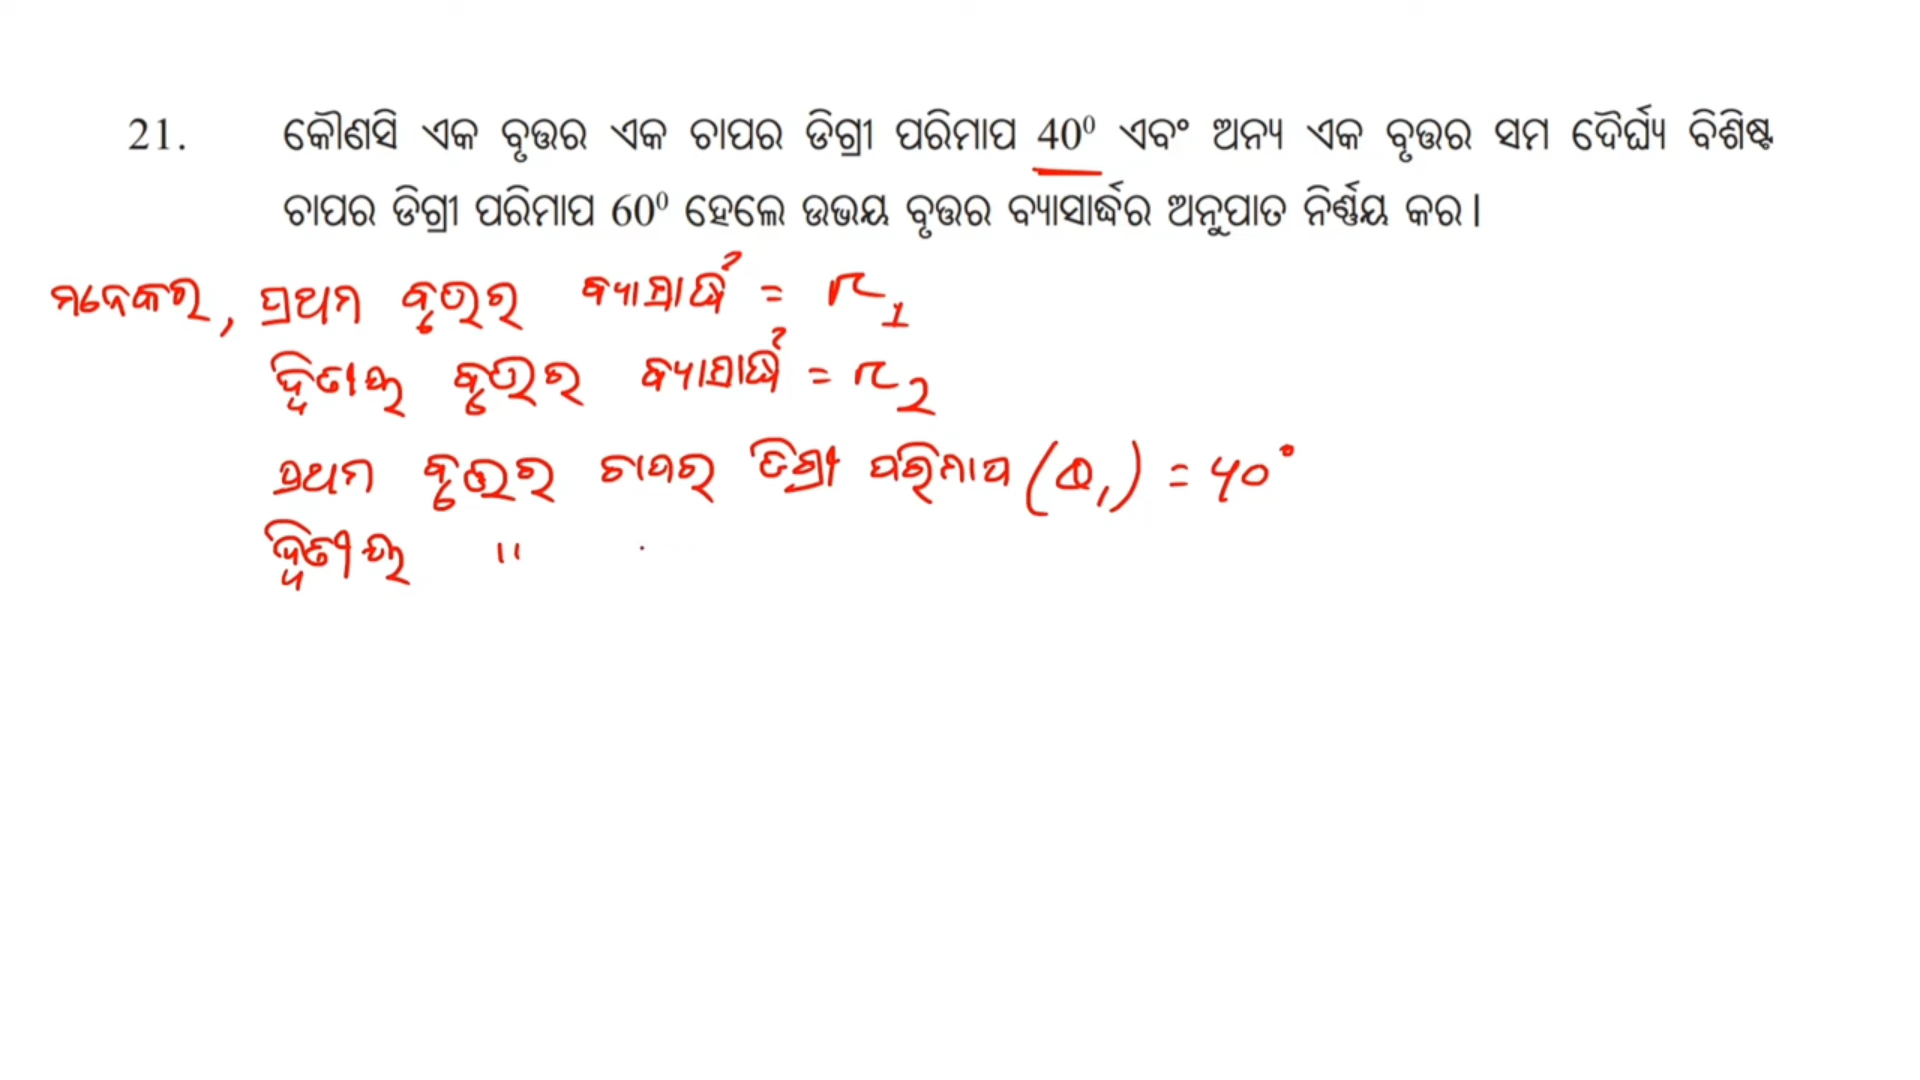 21. କୌଣସି ଏକ ବୃତ୍ତର ଏକ ଚାପର ଡିଗ୍ରୀ ପରିମାପ 40⁰ ଏବଂ ଅନ୍ୟ ଏକ ବୃତ୍ତର ସମ ଦୈର୍ଘ୍ୟ ବିଶିଷ୍ଟ
ଚାପର ଡିଗ୍ରୀ ପରିମାପ 60⁰ ହେଲେ ଉଭୟ ବୃତ୍ତର ବ୍ୟାସାର୍ଦ୍ଧର ଅନୁପାତ ନିର୍ଣ୍ଣୟ କର।
ମନେକର, ପ୍ରଥମ ବୃତ୍ତର ବ୍ୟାସାର୍ଦ୍ଧ = r₁
ଦ୍ୱିତୀୟ ବୃତ୍ତର ବ୍ୟାସାର୍ଦ୍ଧ = r₂
ପ୍ରଥମ ବୃତ୍ତର ଚାପର ଡିଗ୍ରୀ ପରିମାପ (θ₁) = 40°
ଦ୍ୱିତୀୟ "